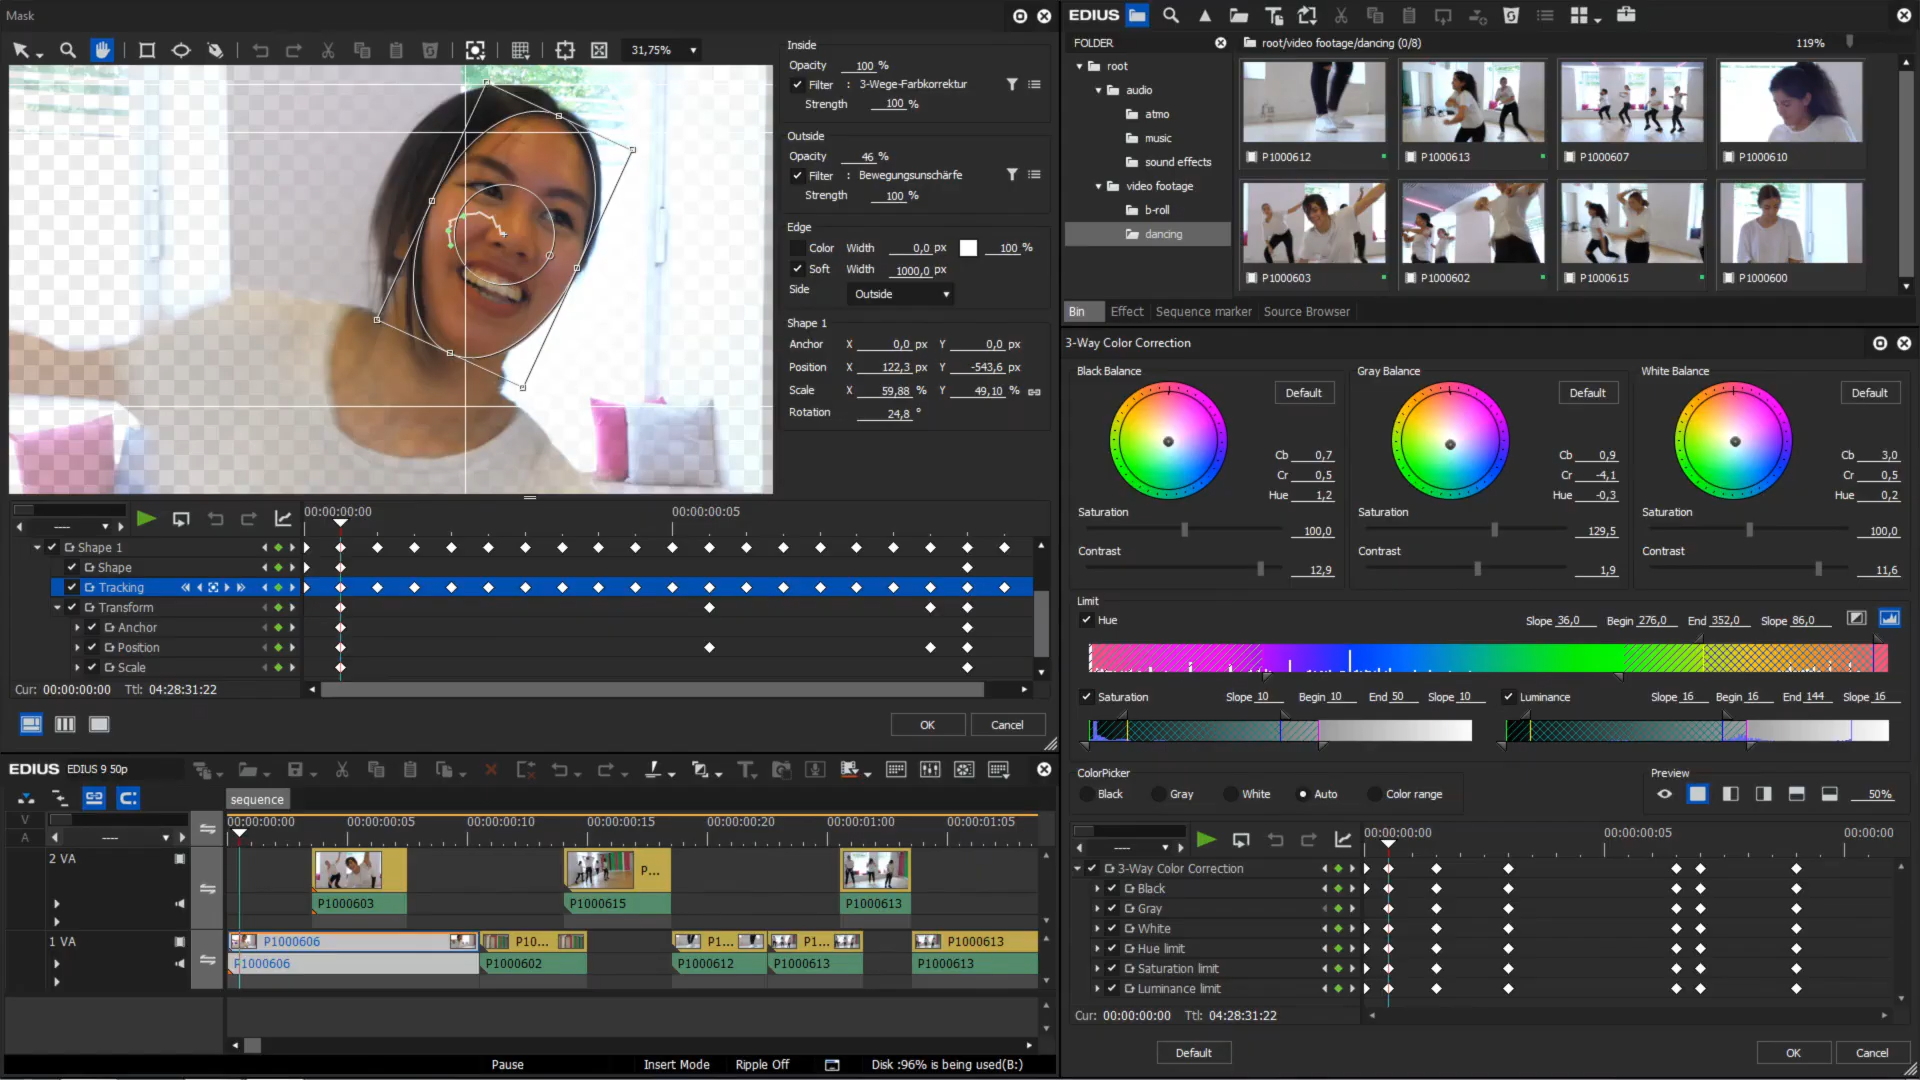 Mask
31,75%
Inside
Opacity 100 %
Filter : 3-Wege-Farbkorrektur
Strength 100 %
Outside
Opacity 46 %
Filter : Bewegungsunschärfe
Strength 100 %
Edge
Color Width 0,0 px 100 %
Soft Width 1000,0 px
Side Outside
Shape 1
Anchor X 0,0 px Y 0,0 px
Position X 122,3 px Y -543,6 px
Scale X 59,88 % Y 49,10 %
Rotation 24,8 °
---- 00:00:00:00 00:00:00:05
Shape 1
Shape
Tracking
Transform
Anchor
Position
Scale
Cur: 00:00:00:00 Ttl: 04:28:31:22
OK Cancel
EDIUS
FOLDER root/video footage/dancing (0/8) 119%
root
audio
atmo
music
sound effects
video footage
b-roll
dancing
P1000612 P1000613 P1000607 P1000610
P1000603 P1000602 P1000615 P1000600
Bin Effect Sequence marker Source Browser
3-Way Color Correction
Black Balance Gray Balance White Balance
Default Default Default
Cb 0,7 Cb 0,9 Cb 3,0
Cr 0,5 Cr -4,1 Cr 0,5
Hue 1,2 Hue -0,3 Hue 0,2
Saturation Saturation Saturation
100,0 129,5 100,0
Contrast Contrast Contrast
12,9 1,9 11,6
Limit
Hue Slope 36,0 Begin 276,0 End 352,0 Slope 86,0
Saturation Slope 10 Begin 10 End 50 Slope 10 Luminance Slope 16 Begin 16 End 144 Slope 16
ColorPicker Preview
Black Gray White Auto Color range 50%
---- 00:00:00:00 00:00:00:05 00:00:00
3-Way Color Correction
Black
Gray
White
Hue limit
Saturation limit
Luminance limit
Cur: 00:00:00:00 Ttl: 04:28:31:22
Default OK Cancel
EDIUS EDIUS 9 50p
sequence
V
A ---- 00:00:00:00 00:00:00:05 00:00:00:10 00:00:00:15 00:00:00:20 00:00:01:00 00:00:01:05
2 VA P...
P1000603 P1000615 P1000613
1 VA P1000606 P10... P1... P1... P1000613
P1000606 P1000602 P1000612 P1000613 P1000613
Pause Insert Mode Ripple Off Disk :96% is being used(B:)